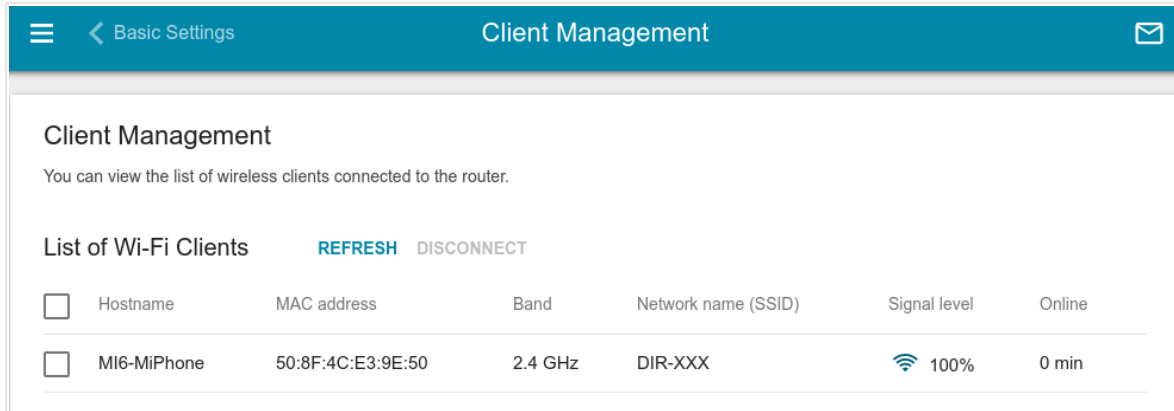 Basic Settings Client Management
Client Management
You can view the list of wireless clients connected to the router.
List of Wi-Fi Clients REFRESH DISCONNECT
Hostname MAC address Band Network name (SSID) Signal level Online
MI6-MiPhone 50:8F:4C:E3:9E:50 2.4 GHz DIR-XXX 100% 0 min